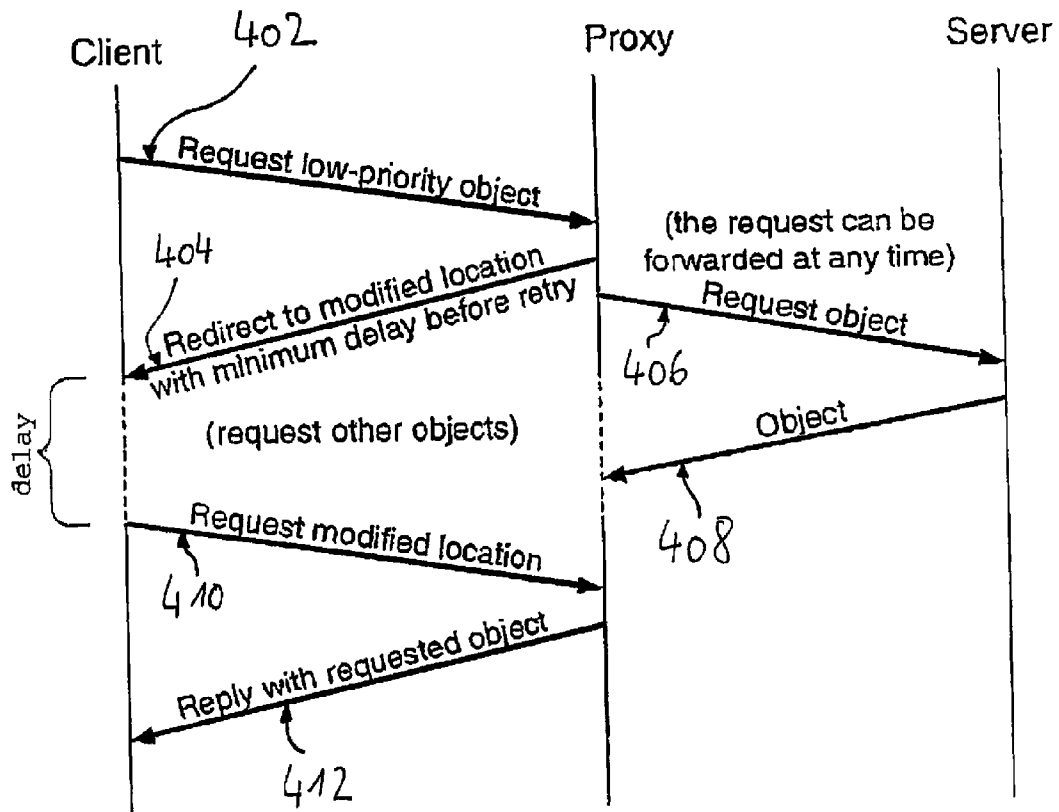 Client
402
Proxy
Server
Request low-priority object
404
(the request can be
forwarded at any time)
Redirect to modified location
with minimum delay before retry
Request object
406
delay
(request other objects)
Object
408
Request modified location
410
Reply with requested object
412